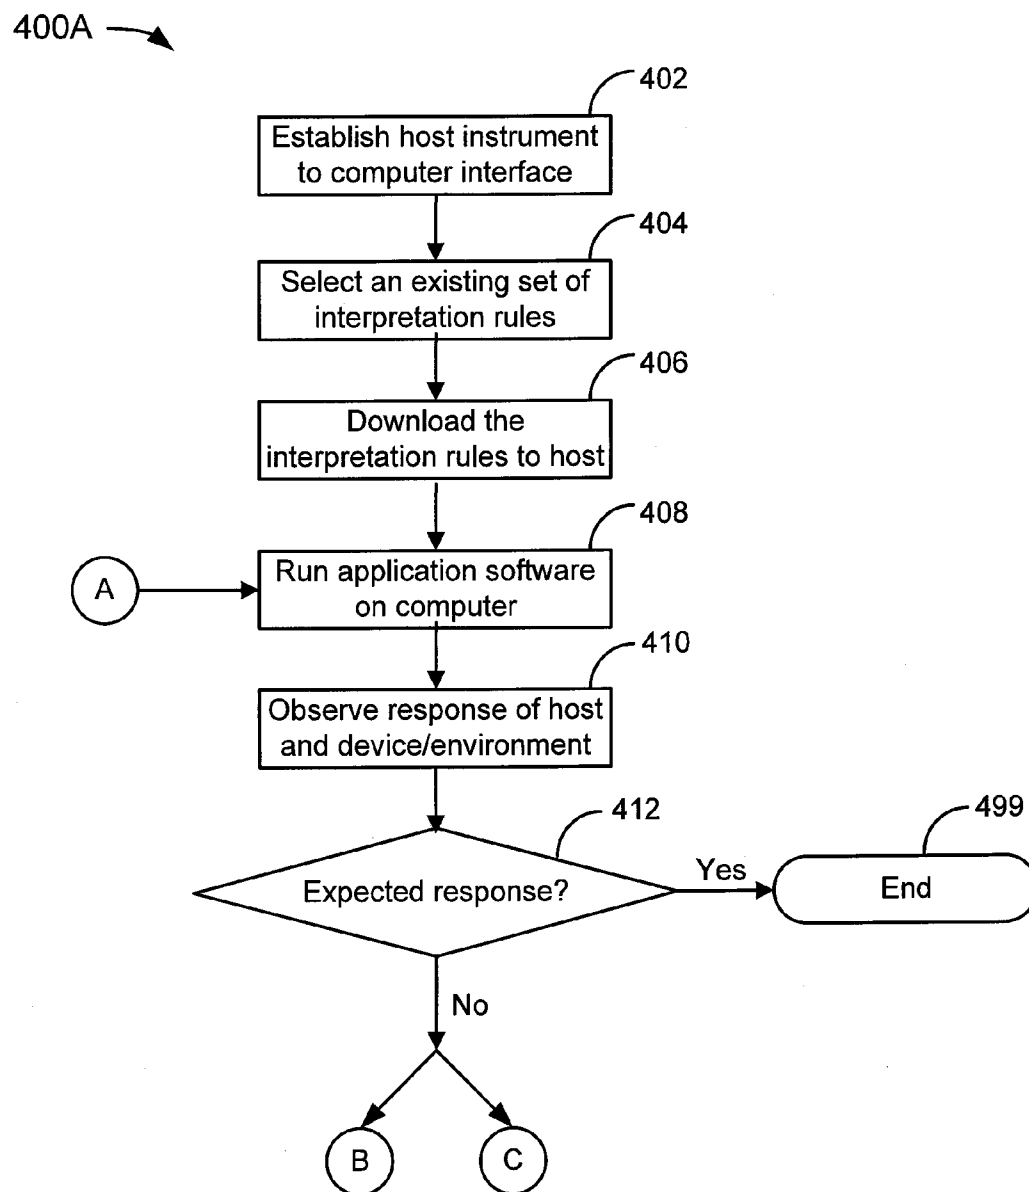 400A
402
Establish host instrument
to computer interface
404
Select an existing set of
interpretation rules
406
Download the
interpretation rules to host
408
A
Run application software
on computer
410
Observe response of host
and device/environment
412
Expected response?
Yes
499
End
No
B
C